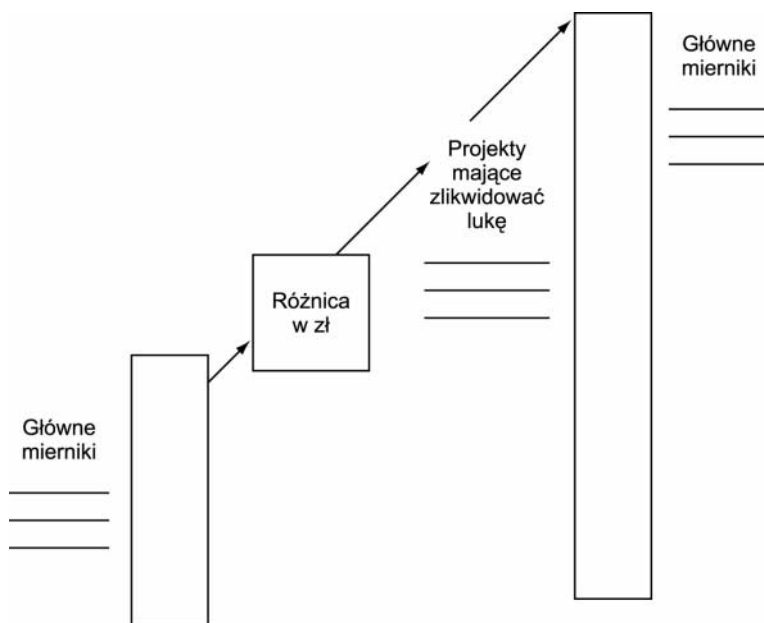 Główne
mierniki
Projekty
mające
zlikwidować
lukę
Różnica
w zł
Główne
mierniki